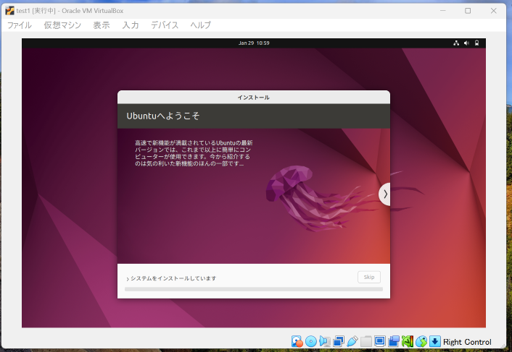 test1 [実行中] - Oracle VM VirtualBox
ファイル 仮想マシン 表示 入力 デバイス ヘルプ
Jan 29 10:59
インストール
Ubuntuへようこそ
高速で新機能が満載されているUbuntuの最新
バージョンでは、これまで以上に簡単にコン
ピューターが使用できます。今から紹介する
のは気の利いた新機能のほんの一部です...
システムをインストールしています
Skip
Right Control